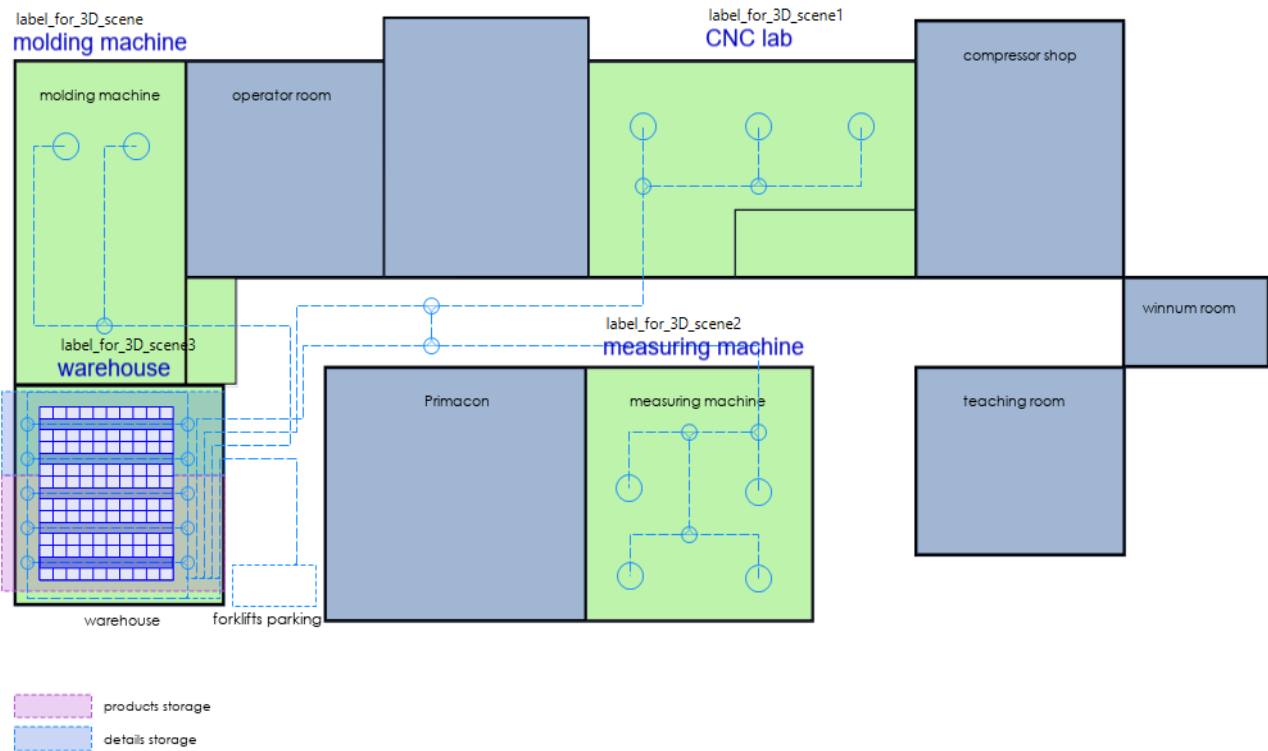 label_for_3D_scene
molding machine
label_for_3D_scene1
CNC lab
molding machine
operator room
compressor shop
winnum room
label_for_3D_scene2
measuring machine
label_for_3D_scene3
warehouse
Primacon
measuring machine
teaching room
warehouse
forklifts parking
products storage
details storage